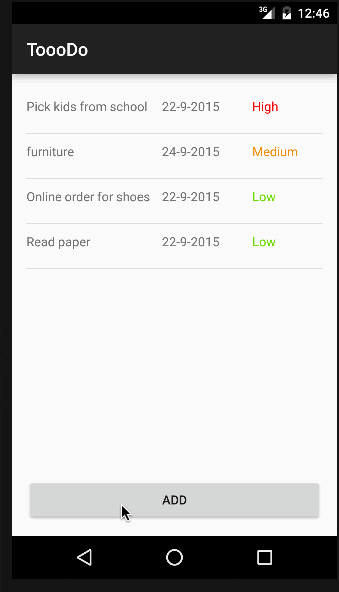 3G 12:46
ToooDo
Pick kids from school 22-9-2015 High
furniture 24-9-2015 Medium
Online order for shoes 22-9-2015 Low
Read paper 22-9-2015 Low
ADD